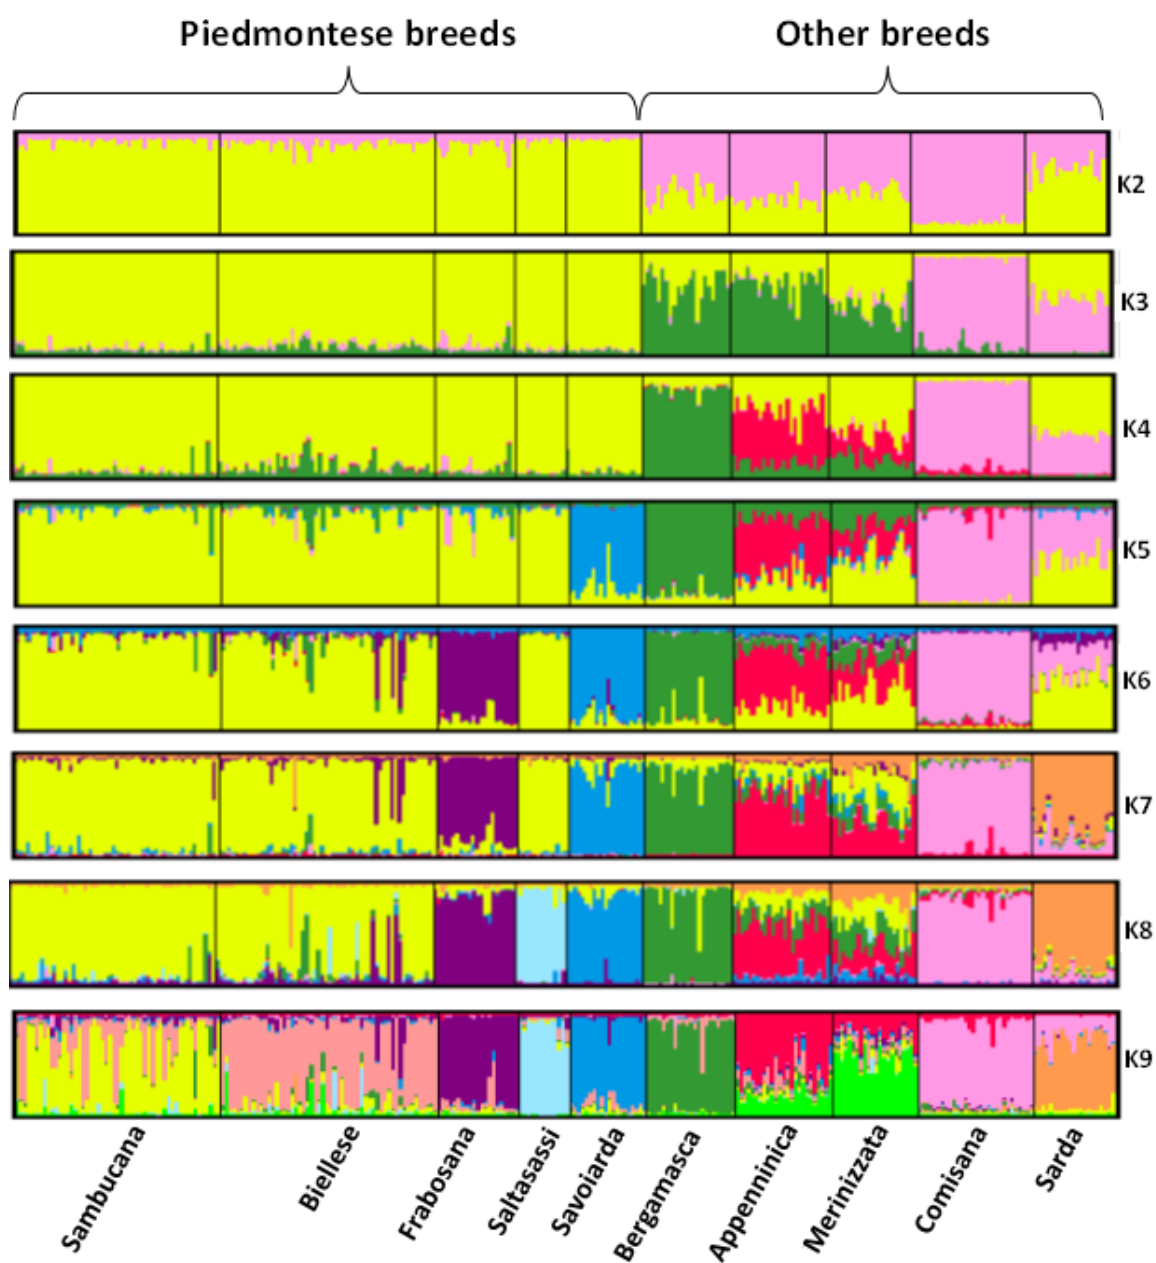 Piedmontese breeds
Other breeds
K2
K3
K4
K5
K6
K7
K8
K9
Sambucana
Biellese
Frabosana
Saltasassi
Savoiarda
Bergamasca
Appenninica
Merinizzata
Comisana
Sarda